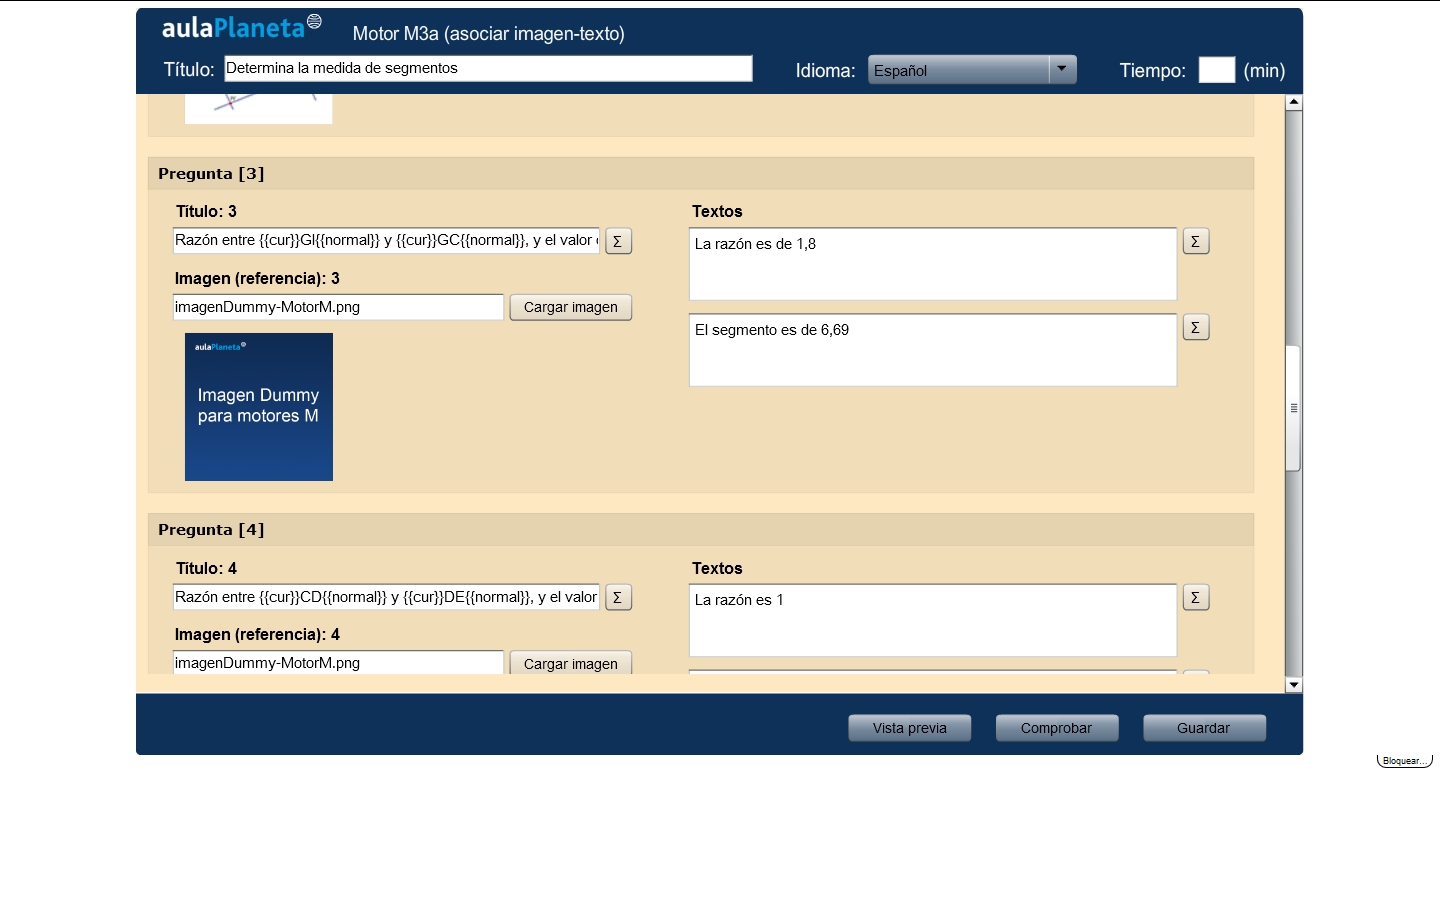 aulaPlaneta
Motor M3a (asociar imagen-texto)
Título: Determina la medida de segmentos
Idioma: Español
Tiempo: (min)
Pregunta [3]
Título: 3
Razón entre {{cur}}Gl{{normal}} y {{cur}}GC{{normal}}, y el valor
Σ
Imagen (referencia): 3
imagenDummy-MotorM.png
Cargar imagen
aulaPlaneta
Imagen Dummy
para motores M
Textos
La razón es de 1,8
Σ
El segmento es de 6,69
Σ
Pregunta [4]
Título: 4
Razón entre {{cur}}CD{{normal}} y {{cur}}DE{{normal}}, y el valor
Σ
Imagen (referencia): 4
imagenDummy-MotorM.png
Cargar imagen
Textos
La razón es 1
Σ
Vista previa
Comprobar
Guardar
Bloquear...